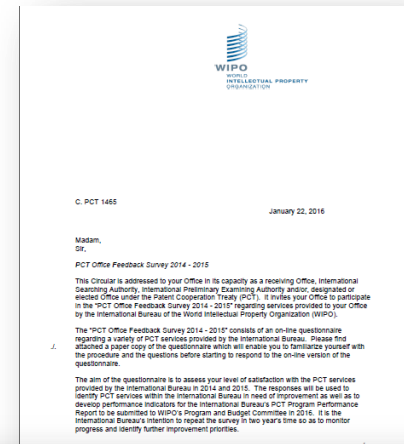 WIPO
WORLD
INTELLECTUAL PROPERTY
ORGANIZATION
C. PCT 1465
January 22, 2016
Madam,
Sir,
PCT Office Feedback Survey 2014 - 2015
This Circular is addressed to your Office in its capacity as a receiving Office, International
Searching Authority, International Preliminary Examining Authority and/or, designated or
elected Office under the Patent Cooperation Treaty (PCT). It invites your Office to participate
in the "PCT Office Feedback Survey 2014 - 2015" regarding services provided to your Office
by the International Bureau of the World Intellectual Property Organization (WIPO).
The "PCT Office Feedback Survey 2014 - 2015" consists of an on-line questionnaire
regarding a variety of PCT services provided by the International Bureau. Please find
attached a paper copy of the questionnaire which will enable you to familiarize yourself with
the procedure and the questions before starting to respond to the on-line version of the
questionnaire.
The aim of the questionnaire is to assess your level of satisfaction with the PCT services
provided by the International Bureau in 2014 and 2015. The responses will be used to
identify PCT services within the International Bureau in need of improvement as well as to
develop performance indicators for the International Bureau's PCT Program Performance
Report to be submitted to WIPO's Program and Budget Committee in 2016. It is the
International Bureau's intention to repeat the survey in two year's time so as to monitor
progress and identify further improvement priorities.